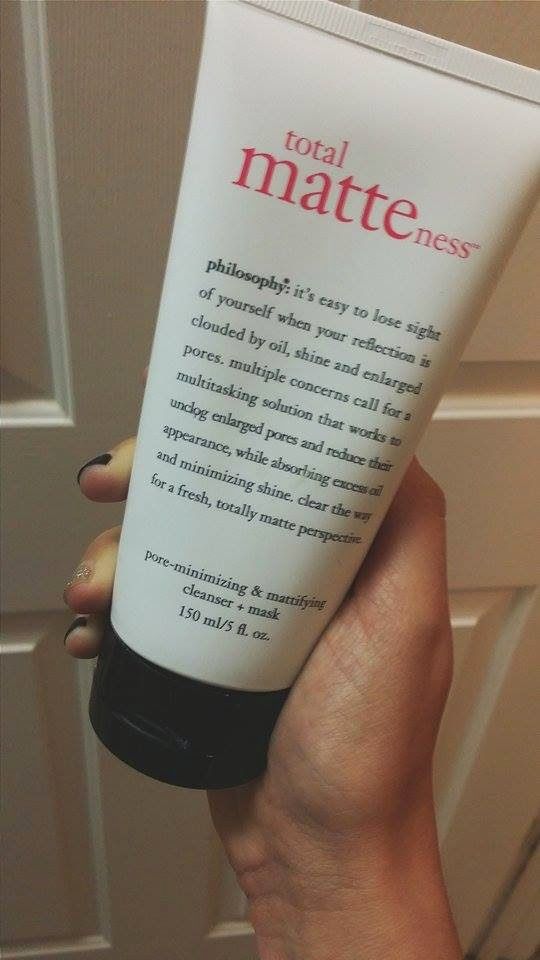 total
matteness™
philosophy: it's easy to lose sight
of yourself when your reflection is
clouded by oil, shine and enlarged
pores. multiple concerns call for a
multitasking solution that works to
unclog enlarged pores and reduce their
appearance, while absorbing excess oil
and minimizing shine. clear the way
for a fresh, totally matte perspective.
pore-minimizing & mattifying
cleanser + mask
150 ml/5 fl. oz.